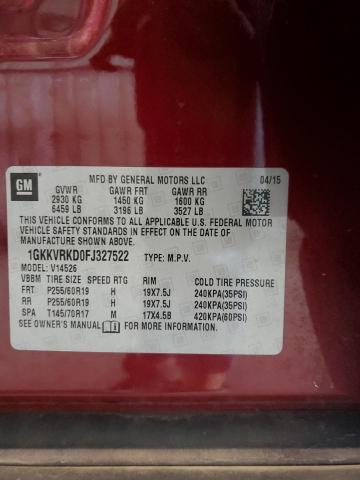 MFD BY GENERAL MOTORS LLC 04/15
GM
GVWR GAWR FRT GAWR RR
2930 KG 1450 KG 1600 KG
6459 LB 3196 LB 3527 LB
THIS VEHICLE CONFORMS TO ALL APPLICABLE U.S. FEDERAL MOTOR
VEHICLE SAFETY STANDARDS IN EFFECT ON THE DATE OF
MANUFACTURE SHOWN ABOVE.
1GKKVRKD0FJ327522 TYPE: M.P.V.
MODEL: V14526
VBBM TIRE SIZE SPEED RTG RIM COLD TIRE PRESSURE
FRT P255/60R19 H 19X7.5J 240KPA(35PSI)
RR P255/60R19 H 19X7.5J 240KPA(35PSI)
SPA T145/70R17 M 17X4.5B 420KPA(60PSI)
SEE OWNER'S MANUAL FOR MORE INFORMATION.